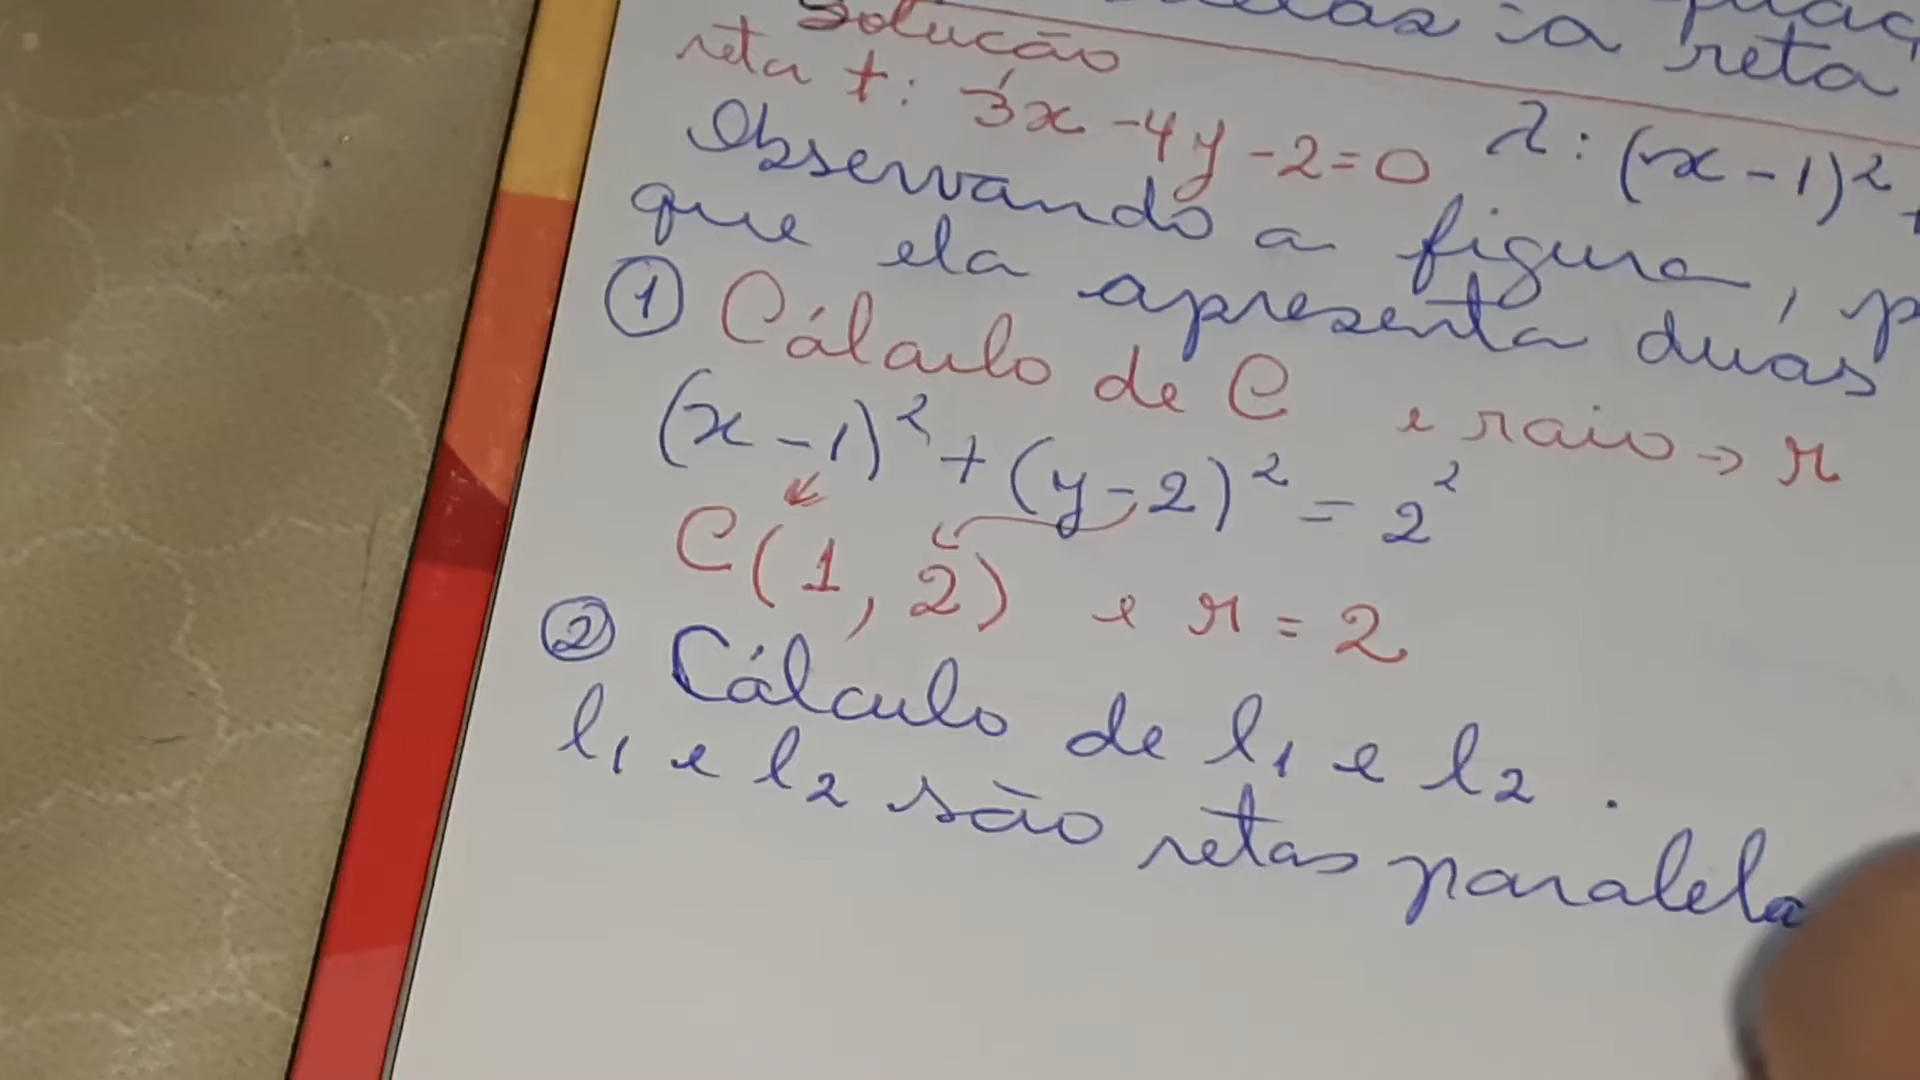 à reta
Solução
reta t: 3x - 4y - 2 = 0 λ: (x - 1)² +
Observando a figura, p
que ela apresenta duas
① Cálculo de C e raio → r
(x - 1)² + (y - 2)² = 2²
C(1, 2) e r = 2
② Cálculo de l₁ e l₂.
l₁ e l₂ são retas paralela